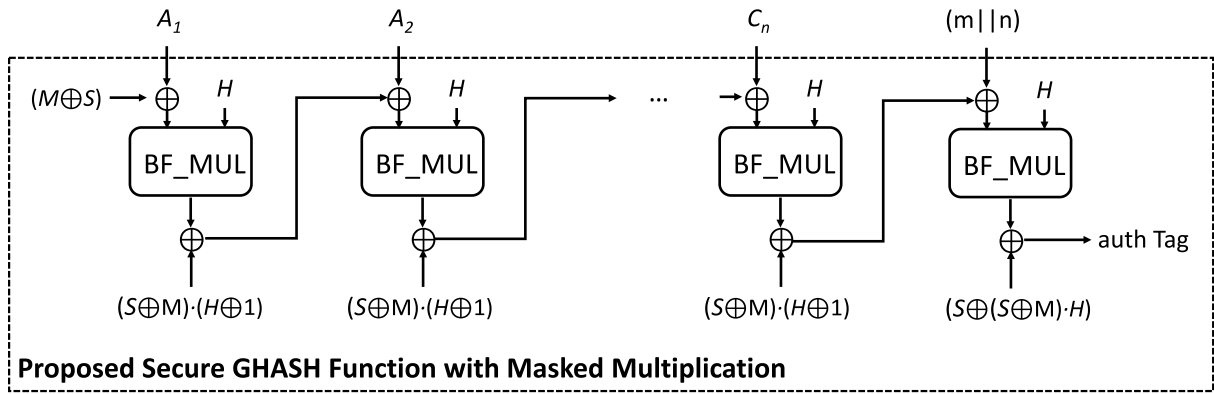 A1 A2 Cn (m||n)
(M⊕S) H H H H
BF_MUL BF_MUL ... BF_MUL BF_MUL
auth Tag
(S⊕M)·(H⊕1) (S⊕M)·(H⊕1) (S⊕M)·(H⊕1) (S⊕(S⊕M)·H)
Proposed Secure GHASH Function with Masked Multiplication